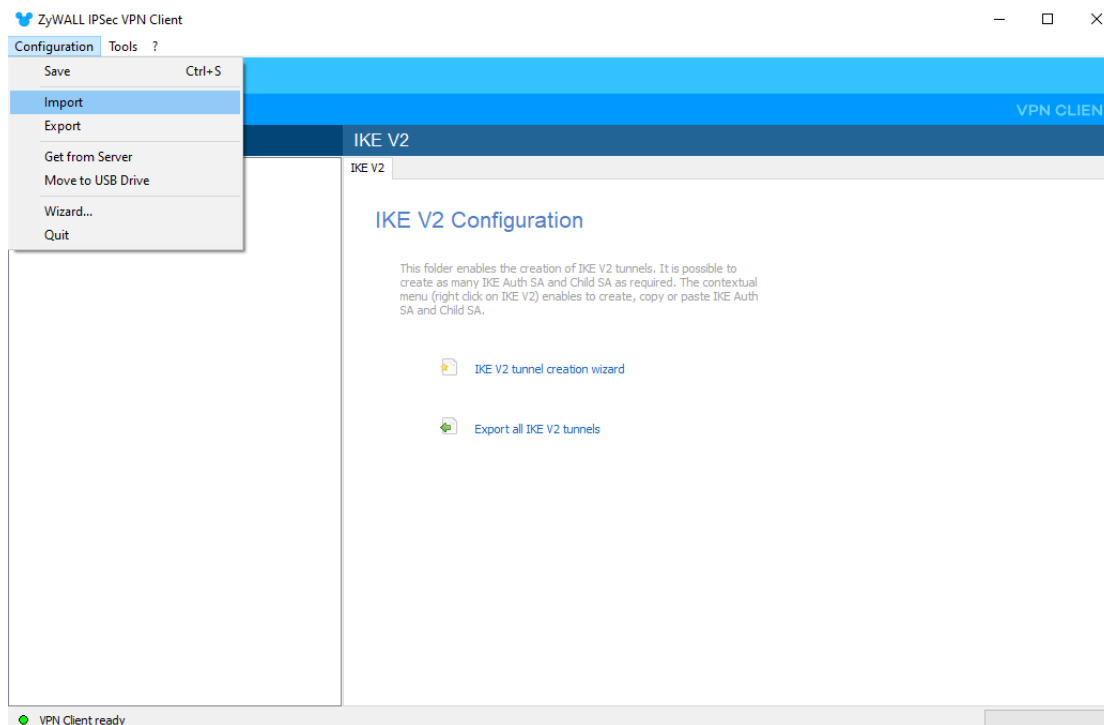 ZyWALL IPSec VPN Client
Configuration Tools ?
Save Ctrl+S
Import
Export
Get from Server
Move to USB Drive
Wizard...
Quit
VPN CLIEN
IKE V2
IKE V2
IKE V2 Configuration
This folder enables the creation of IKE V2 tunnels. It is possible to
create as many IKE Auth SA and Child SA as required. The contextual
menu (right click on IKE V2) enables to create, copy or paste IKE Auth
SA and Child SA.
IKE V2 tunnel creation wizard
Export all IKE V2 tunnels
VPN Client ready